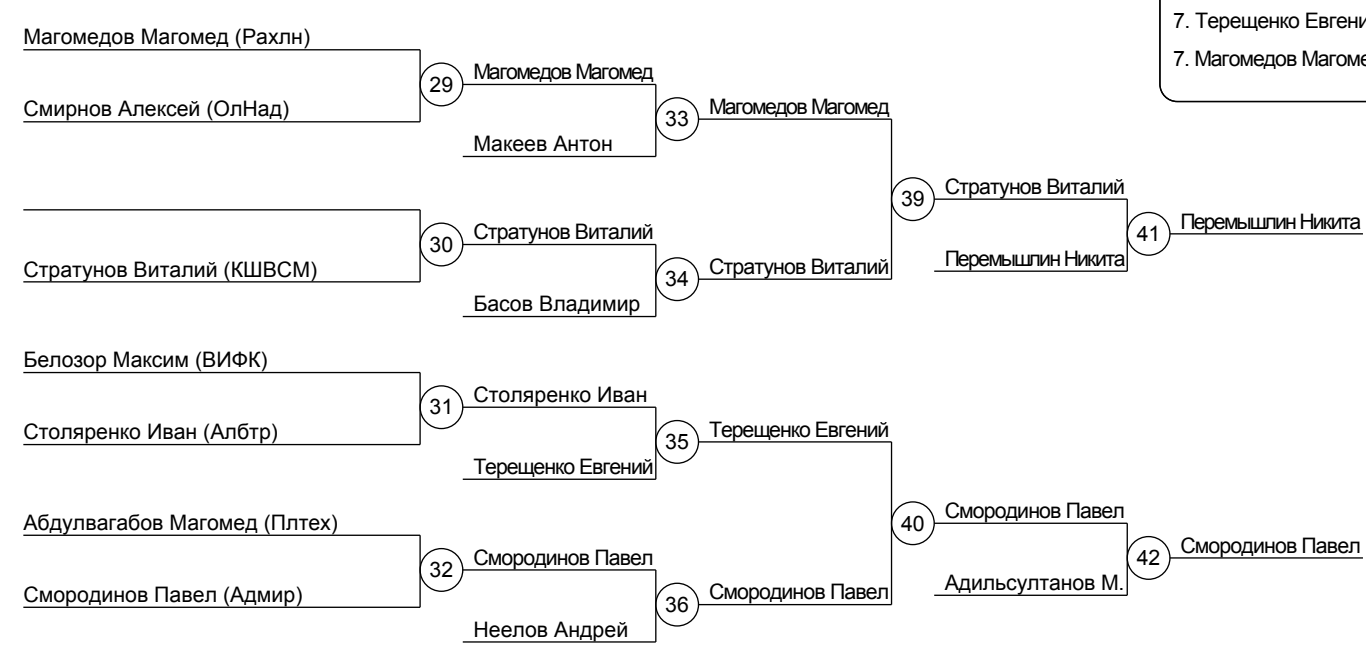 7. Терещенко Евгени
7. Магомедов Магоме
Магомедов Магомед (Рахлн)
29
Магомедов Магомед
Смирнов Алексей (ОлНад)
33
Магомедов Магомед
Макеев Антон
39
Стратунов Виталий
30
Стратунов Виталий
41
Перемышлин Никита
Стратунов Виталий (КШВСМ)
34
Стратунов Виталий
Перемышлин Никита
Басов Владимир
Белозор Максим (ВИФК)
31
Столяренко Иван
Столяренко Иван (Албтр)
35
Терещенко Евгений
Терещенко Евгений
40
Смородинов Павел
Абдулвагабов Магомед (Плтех)
32
Смородинов Павел
42
Смородинов Павел
Смородинов Павел (Адмир)
36
Смородинов Павел
Адильсултанов М.
Неелов Андрей